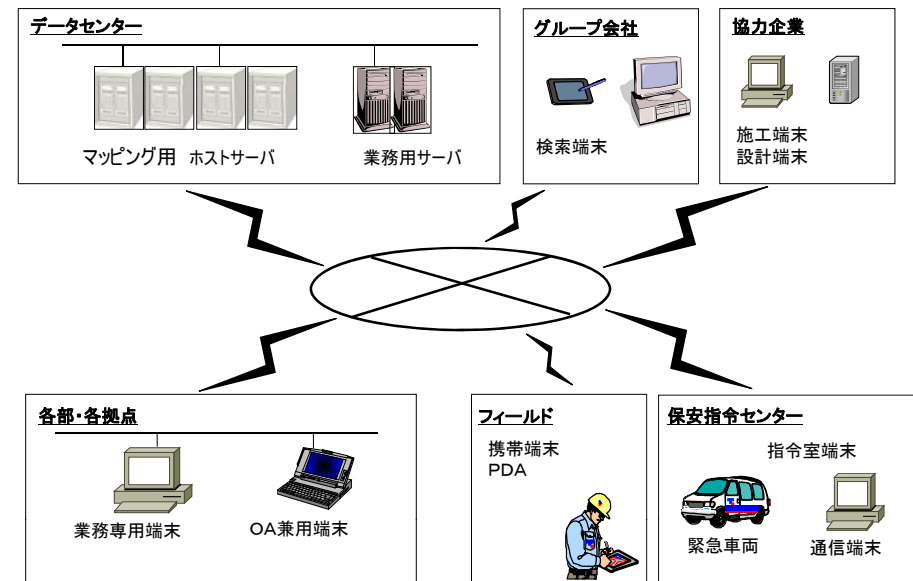 データセンター
マッピング用 ホストサーバ
業務用サーバ
グループ会社
検索端末
協力企業
施工端末
設計端末
各部・各拠点
業務専用端末
OA兼用端末
フィールド
携帯端末
PDA
保安指令センター
指令室端末
緊急車両
通信端末